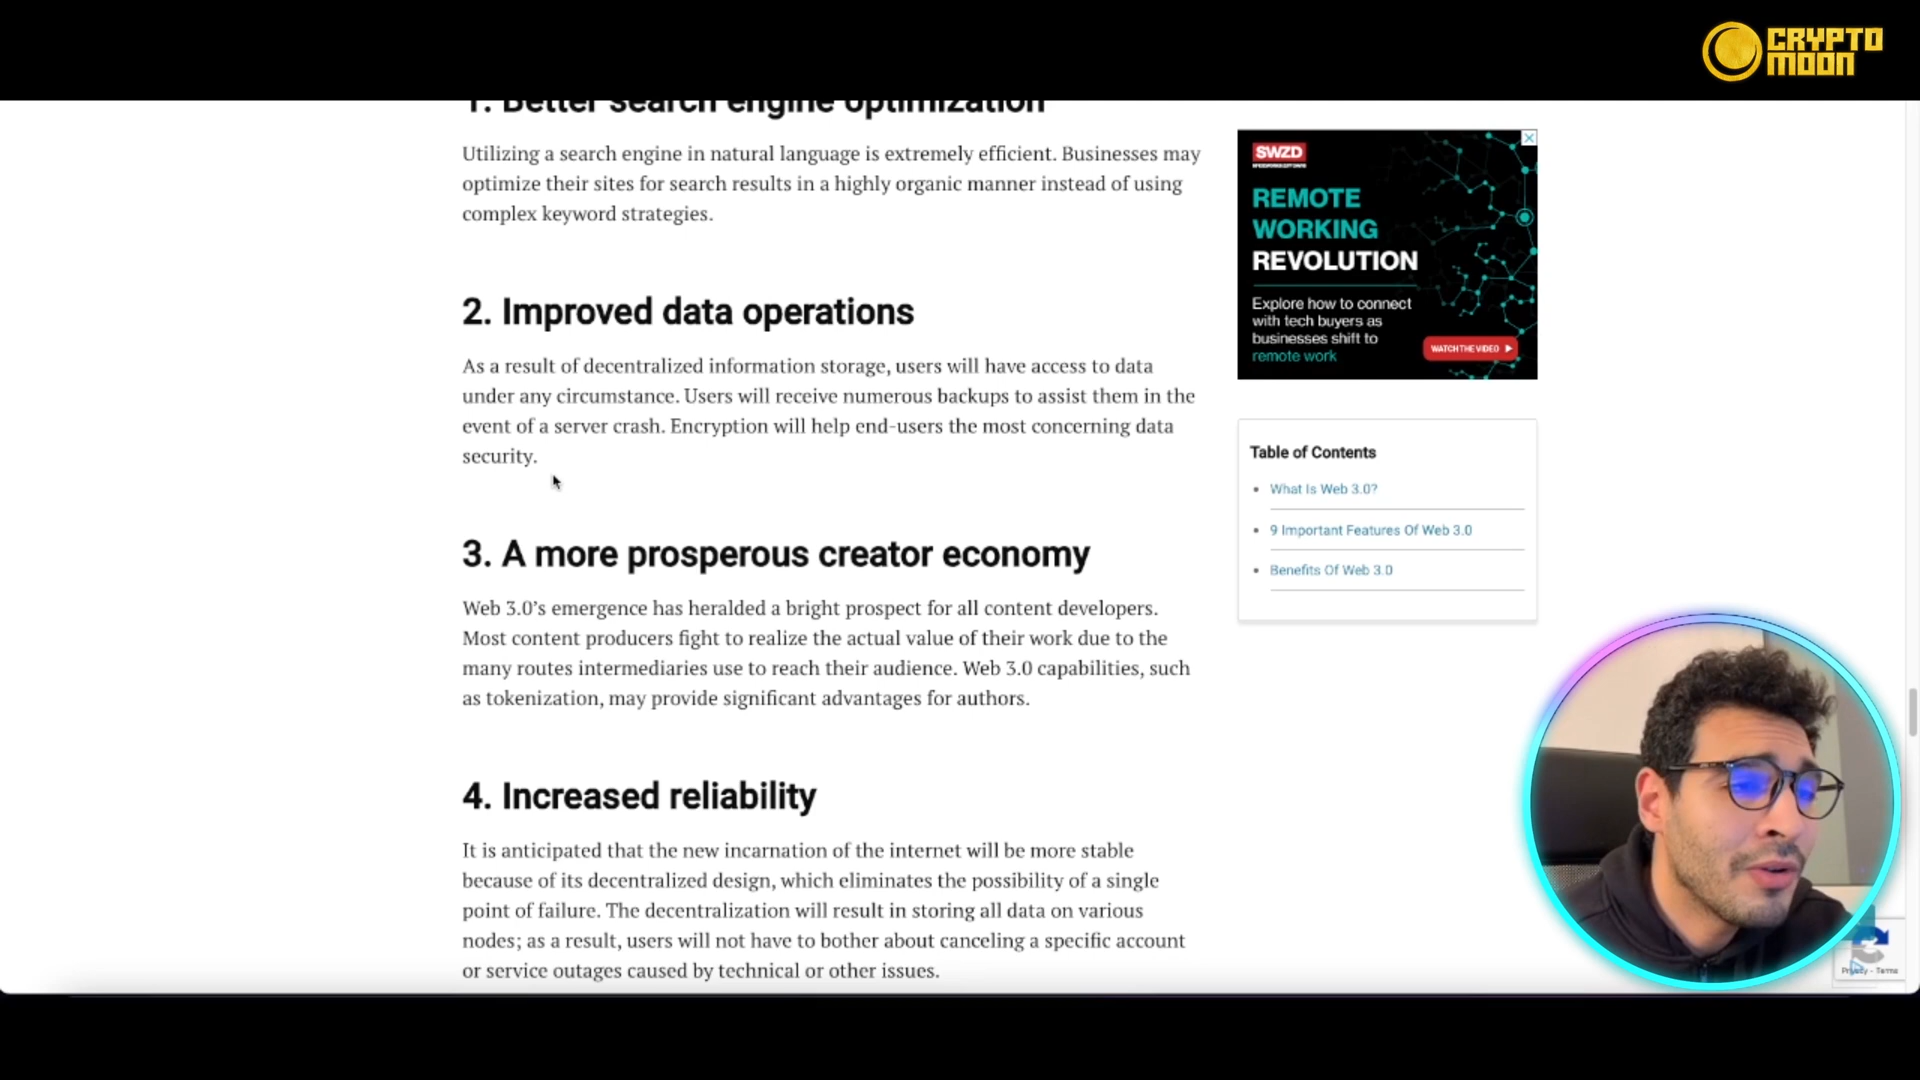 CRYPTO
MOON
1. Better search engine optimization
Utilizing a search engine in natural language is extremely efficient. Businesses may
optimize their sites for search results in a highly organic manner instead of using
complex keyword strategies.
2. Improved data operations
As a result of decentralized information storage, users will have access to data
under any circumstance. Users will receive numerous backups to assist them in the
event of a server crash. Encryption will help end-users the most concerning data
security.
3. A more prosperous creator economy
Web 3.0’s emergence has heralded a bright prospect for all content developers.
Most content producers fight to realize the actual value of their work due to the
many routes intermediaries use to reach their audience. Web 3.0 capabilities, such
as tokenization, may provide significant advantages for authors.
4. Increased reliability
It is anticipated that the new incarnation of the internet will be more stable
because of its decentralized design, which eliminates the possibility of a single
point of failure. The decentralization will result in storing all data on various
nodes; as a result, users will not have to bother about canceling a specific account
or service outages caused by technical or other issues.
SWZD
REMOTE
WORKING
REVOLUTION
Explore how to connect
with tech buyers as
businesses shift to
remote work
WATCH THE VIDEO
Table of Contents
What Is Web 3.0?
9 Important Features Of Web 3.0
Benefits Of Web 3.0
Privacy - Terms